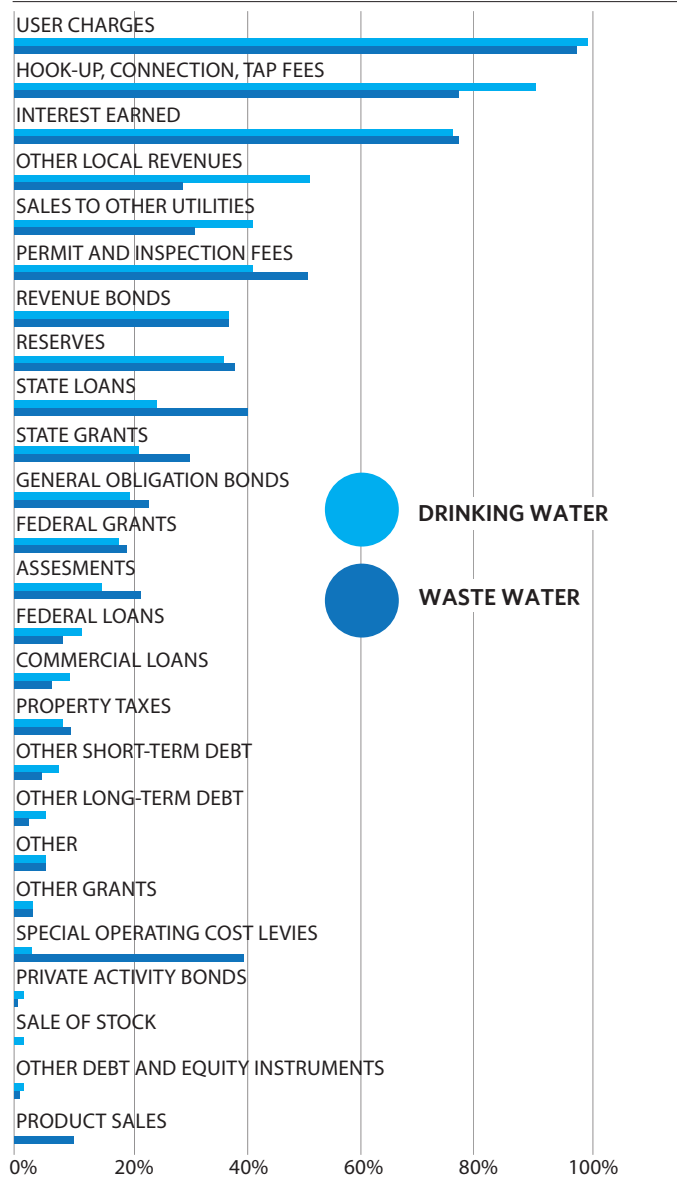 USER CHARGES
HOOK-UP, CONNECTION, TAP FEES
INTEREST EARNED
OTHER LOCAL REVENUES
SALES TO OTHER UTILITIES
PERMIT AND INSPECTION FEES
REVENUE BONDS
RESERVES
STATE LOANS
STATE GRANTS
GENERAL OBLIGATION BONDS
DRINKING WATER
FEDERAL GRANTS
ASSESMENTS
WASTE WATER
FEDERAL LOANS
COMMERCIAL LOANS
PROPERTY TAXES
OTHER SHORT-TERM DEBT
OTHER LONG-TERM DEBT
OTHER
OTHER GRANTS
SPECIAL OPERATING COST LEVIES
PRIVATE ACTIVITY BONDS
SALE OF STOCK
OTHER DEBT AND EQUITY INSTRUMENTS
PRODUCT SALES
0% 20% 40% 60% 80% 100%